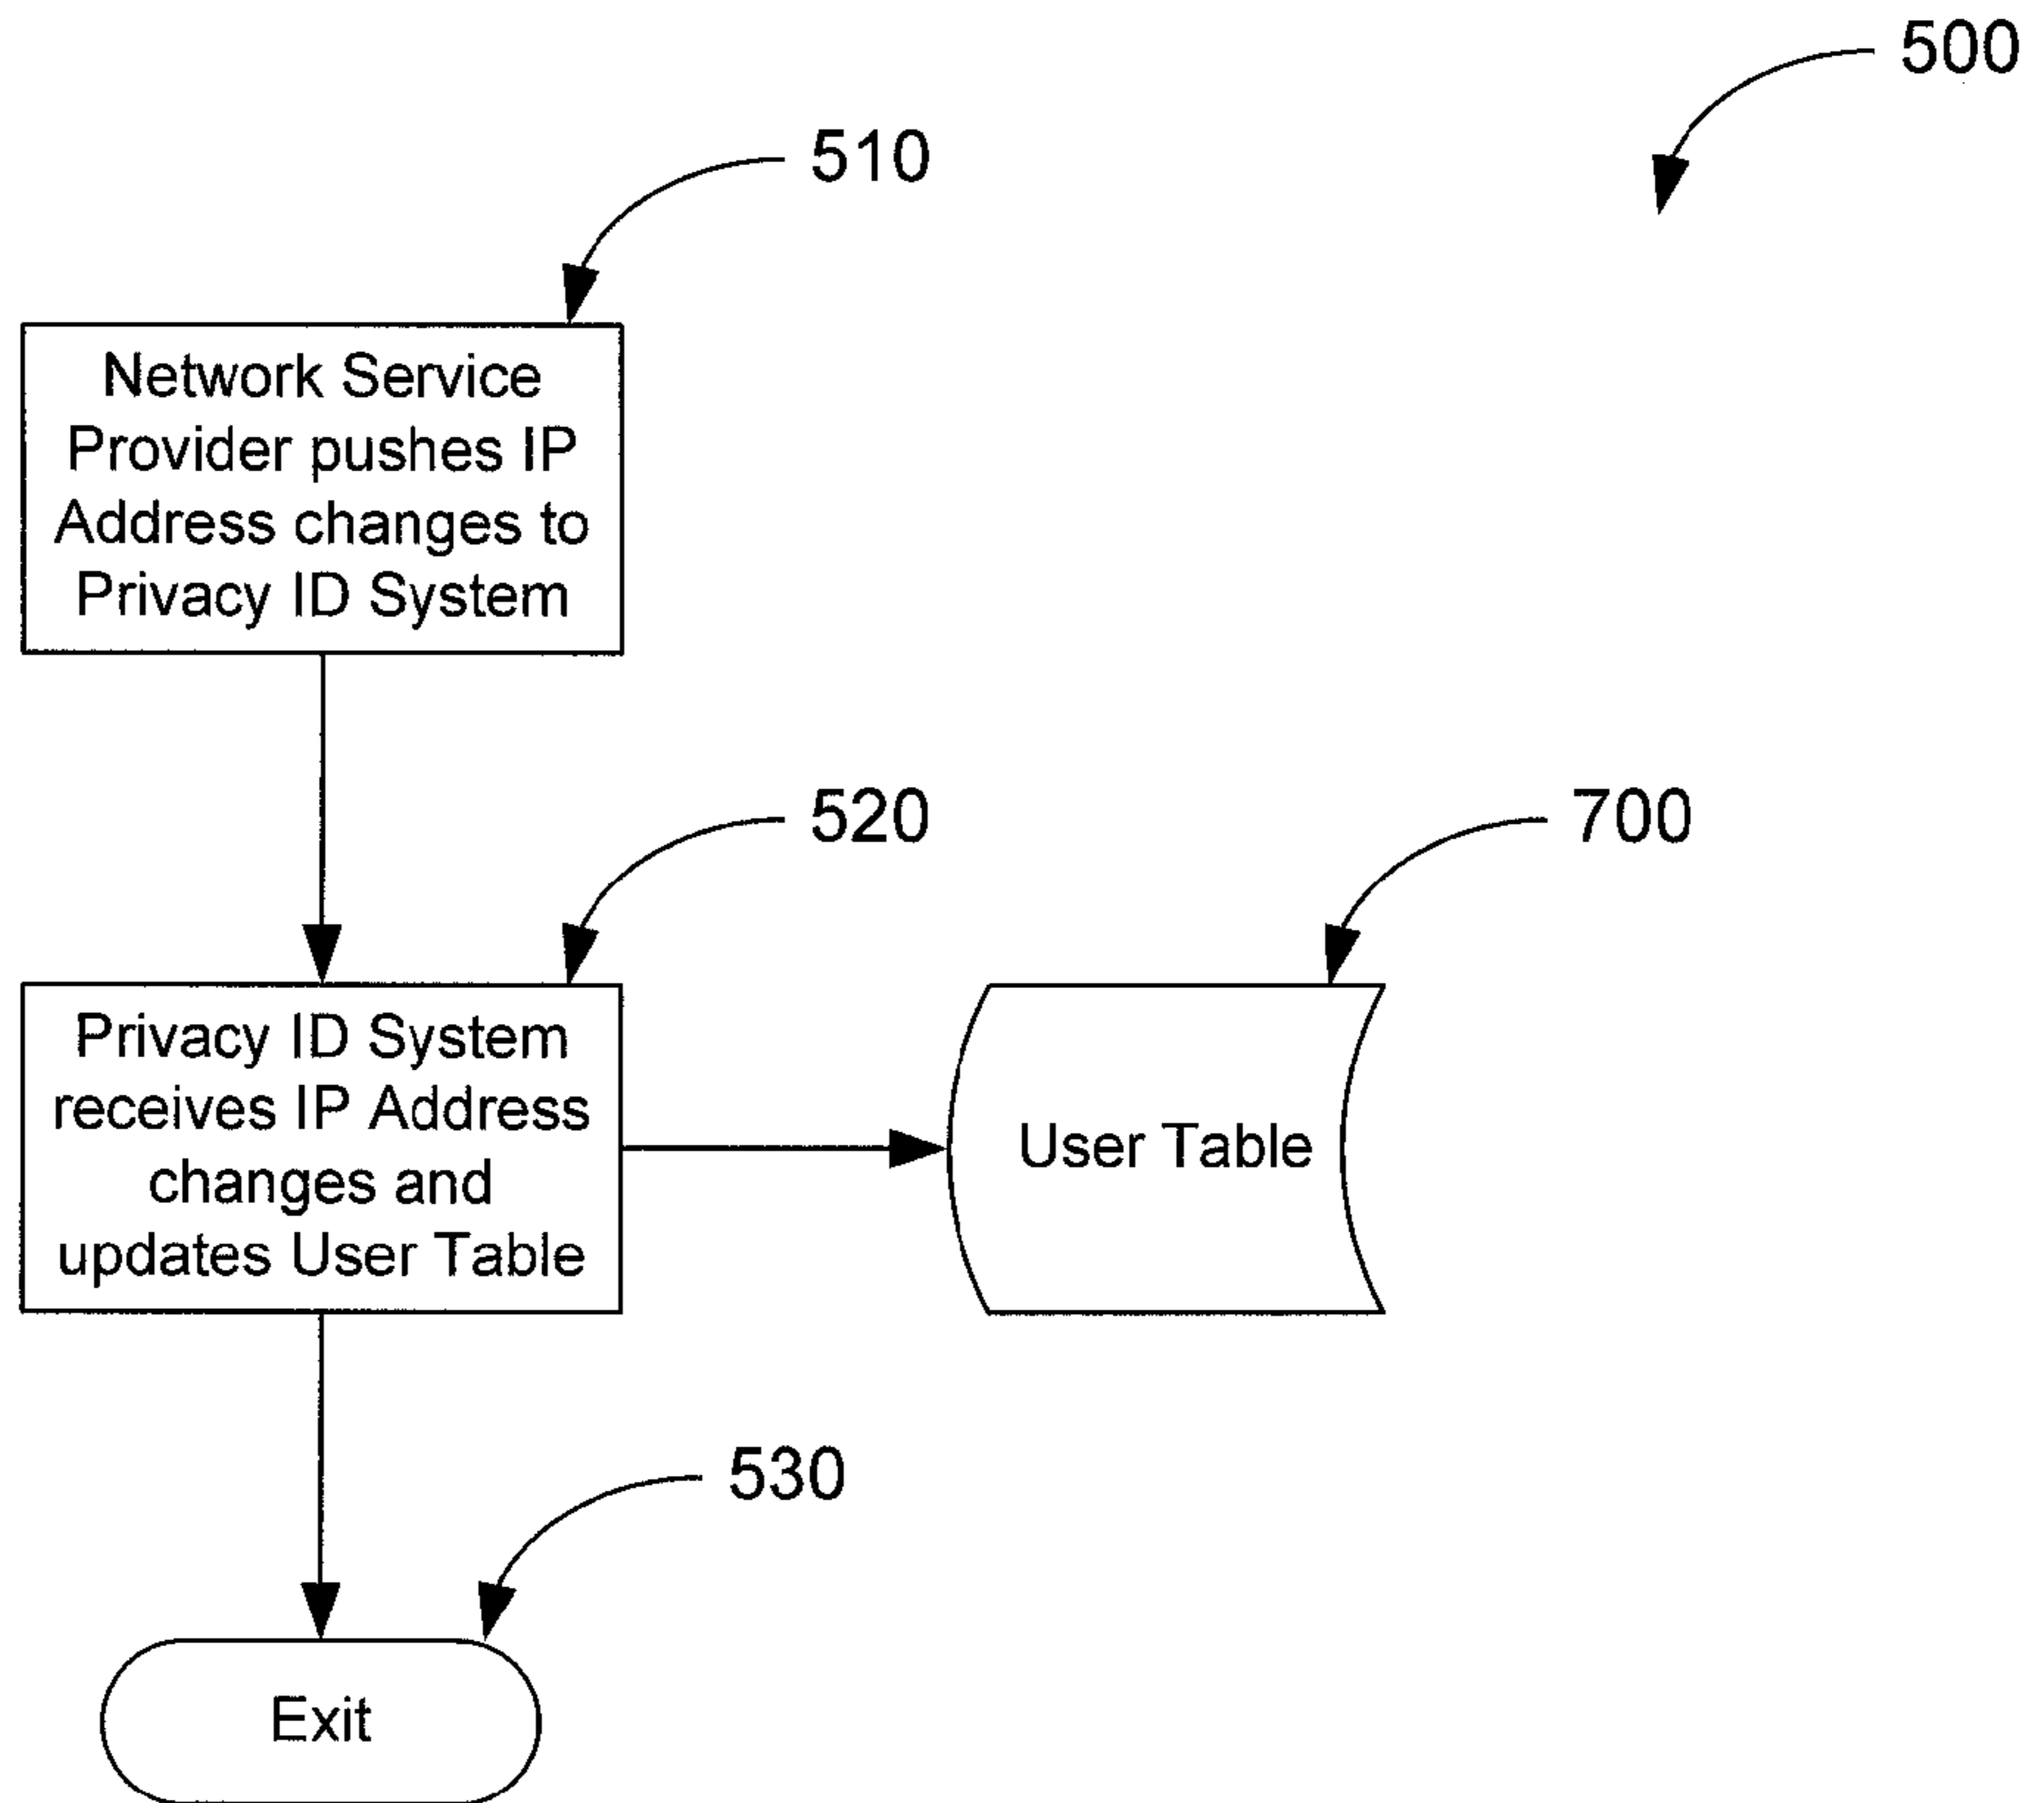 500
510
Network Service
Provider pushes IP
Address changes to
Privacy ID System
520
700
Privacy ID System
receives IP Address
changes and
updates User Table
User Table
530
Exit